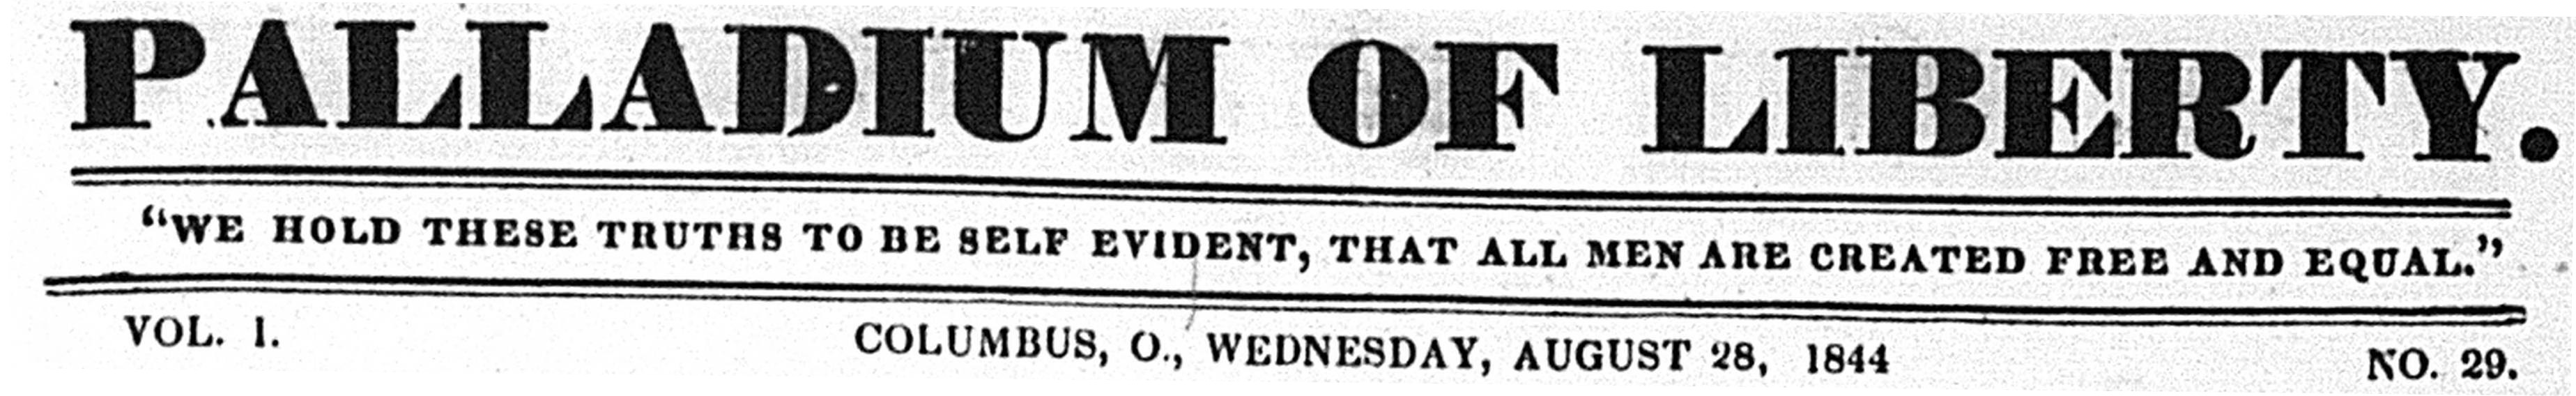 PALLADIUM OF LIBERTY.
“WE HOLD THESE TRUTHS TO BE SELF EVIDENT, THAT ALL MEN ARE CREATED FREE AND EQUAL.”
VOL. 1. COLUMBUS, O., WEDNESDAY, AUGUST 28, 1844 NO. 29.